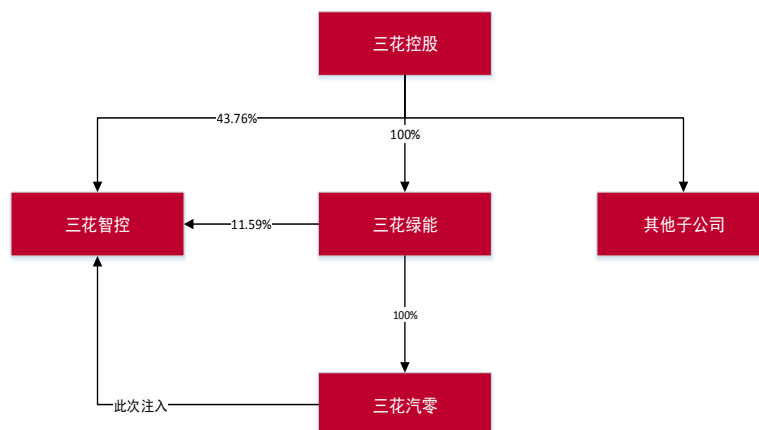 三花控股
43.76%
100%
三花智控
11.59%
三花绿能
其他子公司
100%
此次注入
三花汽零